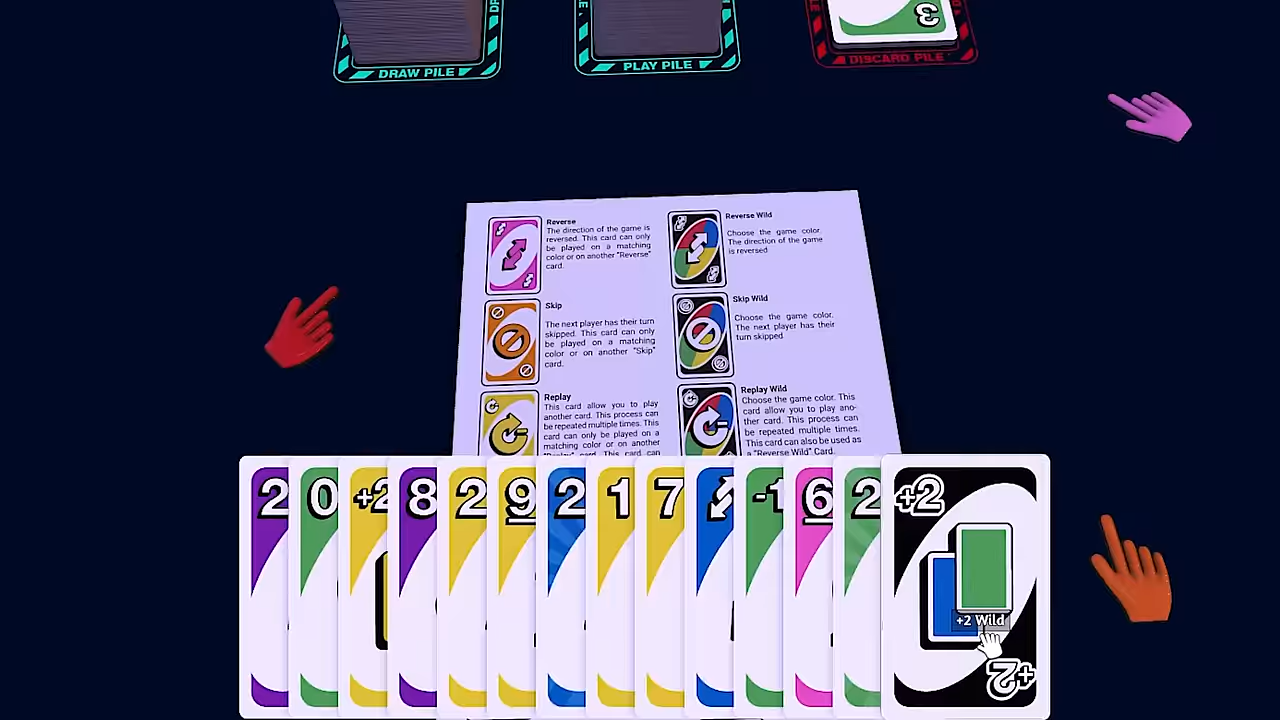 DRAW PILE
PLAY PILE
DISCARD PILE
3
Reverse
The direction of the game is
reversed. This card can only
be played on a matching
color or on another "Reverse"
card.
Reverse Wild
Choose the game color.
The direction of the game
is reversed
Skip
The next player has their turn
skipped. This card can only
be played on a matching
color or on another "Skip"
card.
Skip Wild
Choose the game color.
The next player has their
turn skipped
Replay
This card allow you to play
another card. This process can
be repeated multiple times. This
card can only be played on a
matching color or on another
"Replay" card. This card can
Replay Wild
Choose the game color. This
card allow you to play ano-
ther card. This process can
be repeated multiple times.
This card can also be used as
a "Reverse Wild" Card.
2
0
+2
8
2
9
2
1
7
-1
6
2
+2
+2 Wild
+2